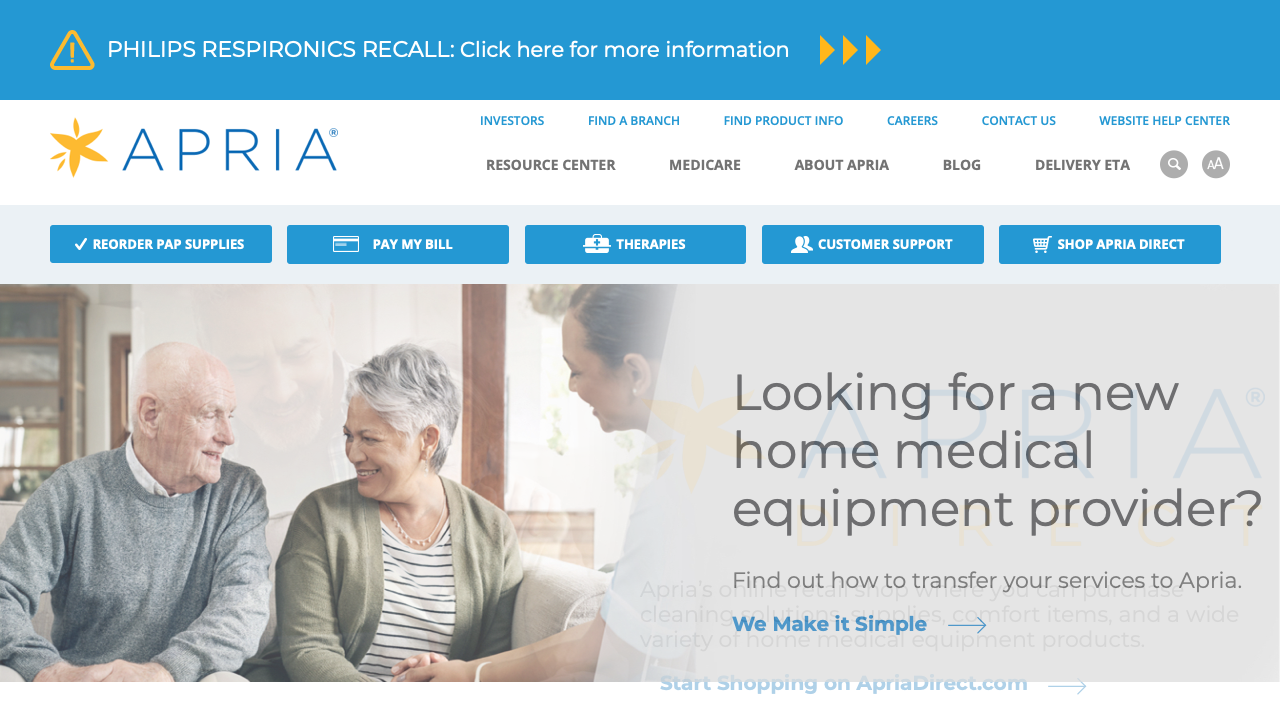 PHILIPS RESPIRONICS RECALL: Click here for more information
APRIA®
INVESTORS FIND A BRANCH FIND PRODUCT INFO CAREERS CONTACT US WEBSITE HELP CENTER
RESOURCE CENTER MEDICARE ABOUT APRIA BLOG DELIVERY ETA AA
REORDER PAP SUPPLIES PAY MY BILL THERAPIES CUSTOMER SUPPORT SHOP APRIA DIRECT
Looking for a new
home medical
equipment provider?
Find out how to transfer your services to Apria.
We Make it Simple
APRIA®
DIRECT
Apria's online retail shop where you can purchase
cleaning solutions, supplies, comfort items, and a wide
variety of home medical equipment products.
Start Shopping on ApriaDirect.com